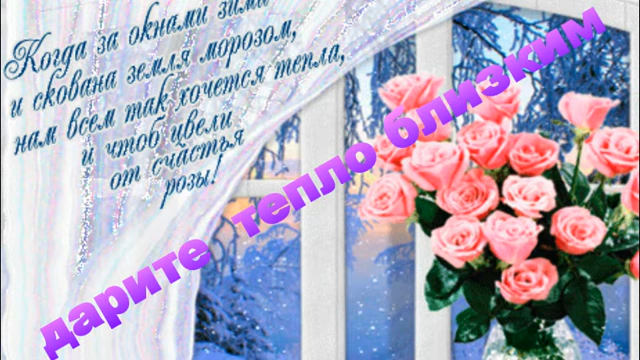 Когда за окнами зима
и скована земля морозом,
нам всем так хочется тепла,
и чтоб цвели
от счастья
розы!
дарите тепло близким